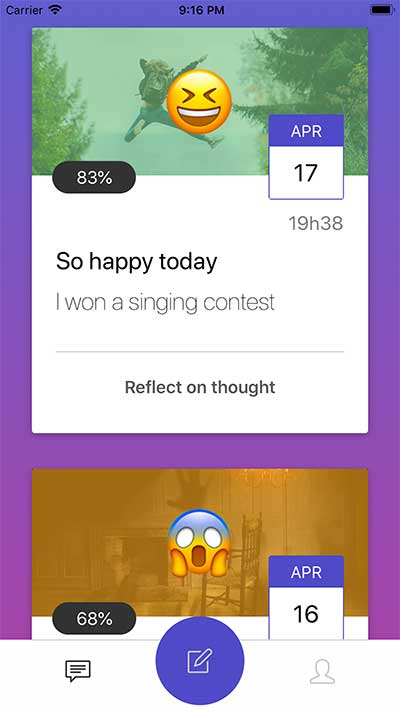 Carrier 9:16 PM
APR
17
83%
19h38
So happy today
I won a singing contest
Reflect on thought
APR
16
68%